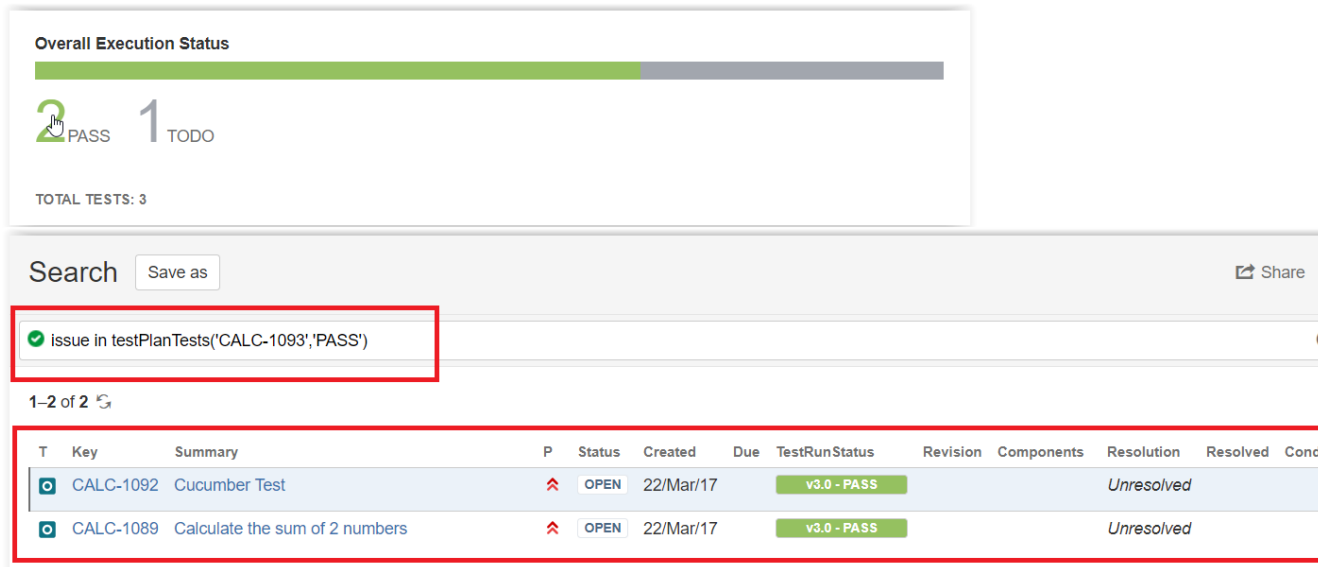 Overall Execution Status
2 PASS 1 TODO
TOTAL TESTS: 3
Search Save as Share
issue in testPlanTests('CALC-1093','PASS')
1–2 of 2
T Key Summary P Status Created Due TestRunStatus Revision Components Resolution Resolved
CALC-1092 Cucumber Test OPEN 22/Mar/17 v3.0 - PASS Unresolved
CALC-1089 Calculate the sum of 2 numbers OPEN 22/Mar/17 v3.0 - PASS Unresolved